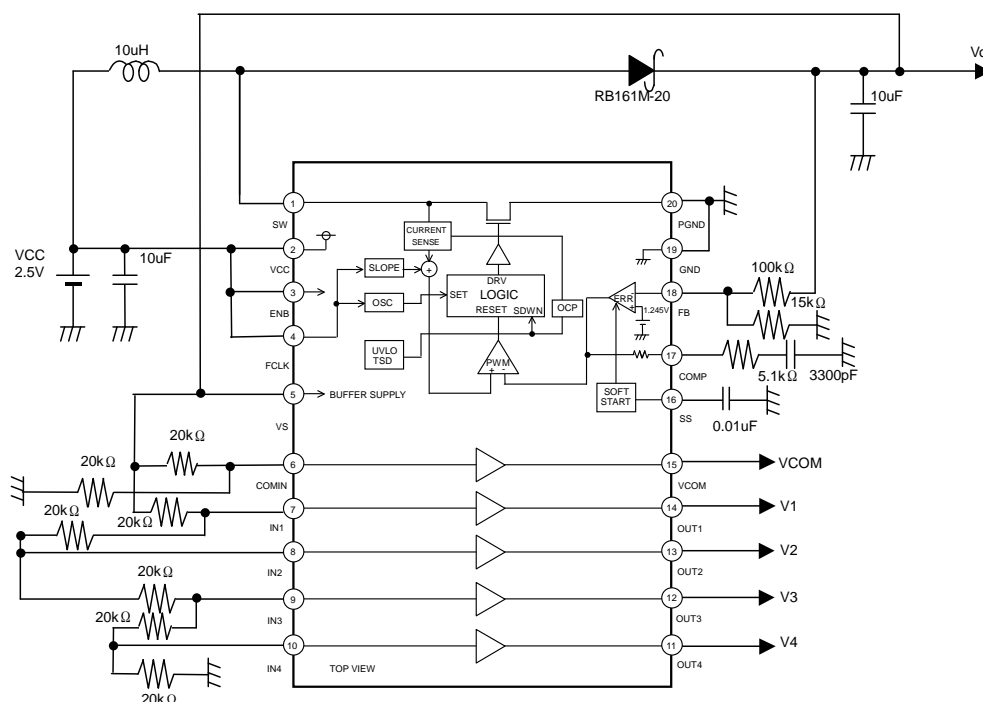 10uH
Vo
RB161M-20
10uF
VCC
2.5V
10uF
1
SW
2
VCC
3
ENB
4
FCLK
5
VS
6
COMIN
7
IN1
8
IN2
9
IN3
10
IN4
20
PGND
19
GND
18
FB
17
COMP
16
SS
15
VCOM
14
OUT1
13
OUT2
12
OUT3
11
OUT4
CURRENT
SENSE
SLOPE
+
OSC
DRV
SET
LOGIC
RESET
SDWN
OCP
UVLO
TSD
PWM
+ -
ERR
-
+
1.245V
SOFT
START
BUFFER SUPPLY
100kΩ
15kΩ
5.1kΩ
3300pF
0.01uF
20kΩ
20kΩ
20kΩ
20kΩ
20kΩ
20kΩ
20kΩ
VCOM
V1
V2
V3
V4
TOP VIEW